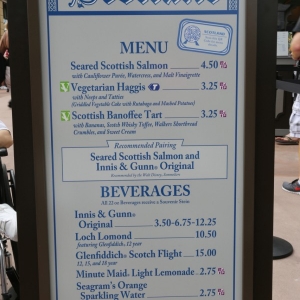 Scotland
MENU
Seared Scottish Salmon 4.50
with Cauliflower Purée, Watercress, and Malt Vinaigrette
Vegetarian Haggis 3.25
with Neeps and Tatties
(Griddled Vegetable Cake with Rutabaga and Mashed Potatoes)
Scottish Banoffee Tart 3.25
with Bananas, Scotch Whisky Toffee, Walkers Shortbread
Crumbles, and Sweet Cream
Recommended Pairing
Seared Scottish Salmon and
Innis & Gunn® Original
BEVERAGES
Innis & Gunn®
Original 3.50-6.75-12.25
Loch Lomond 10.50
featuring Glenfiddich, 12 year
Glenfiddich® Scotch Flight 15.00
12, 15, and 18 year
Minute Maid® Light Lemonade 2.75
Seagram's Orange
Sparkling Water 2.75